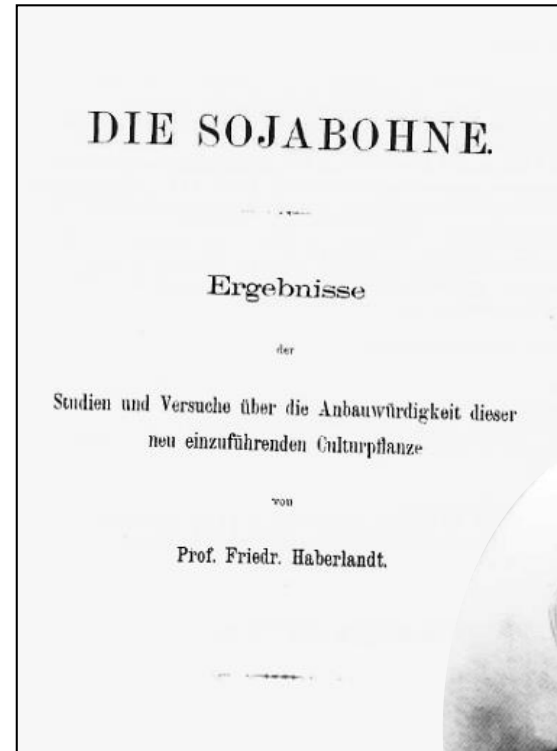 DIE SOJABOHNE.
Ergebnisse
der
Studien und Versuche über die Anbauwürdigkeit dieser
neu einzuführenden Culturpflanze
von
Prof. Friedr. Haberlandt.